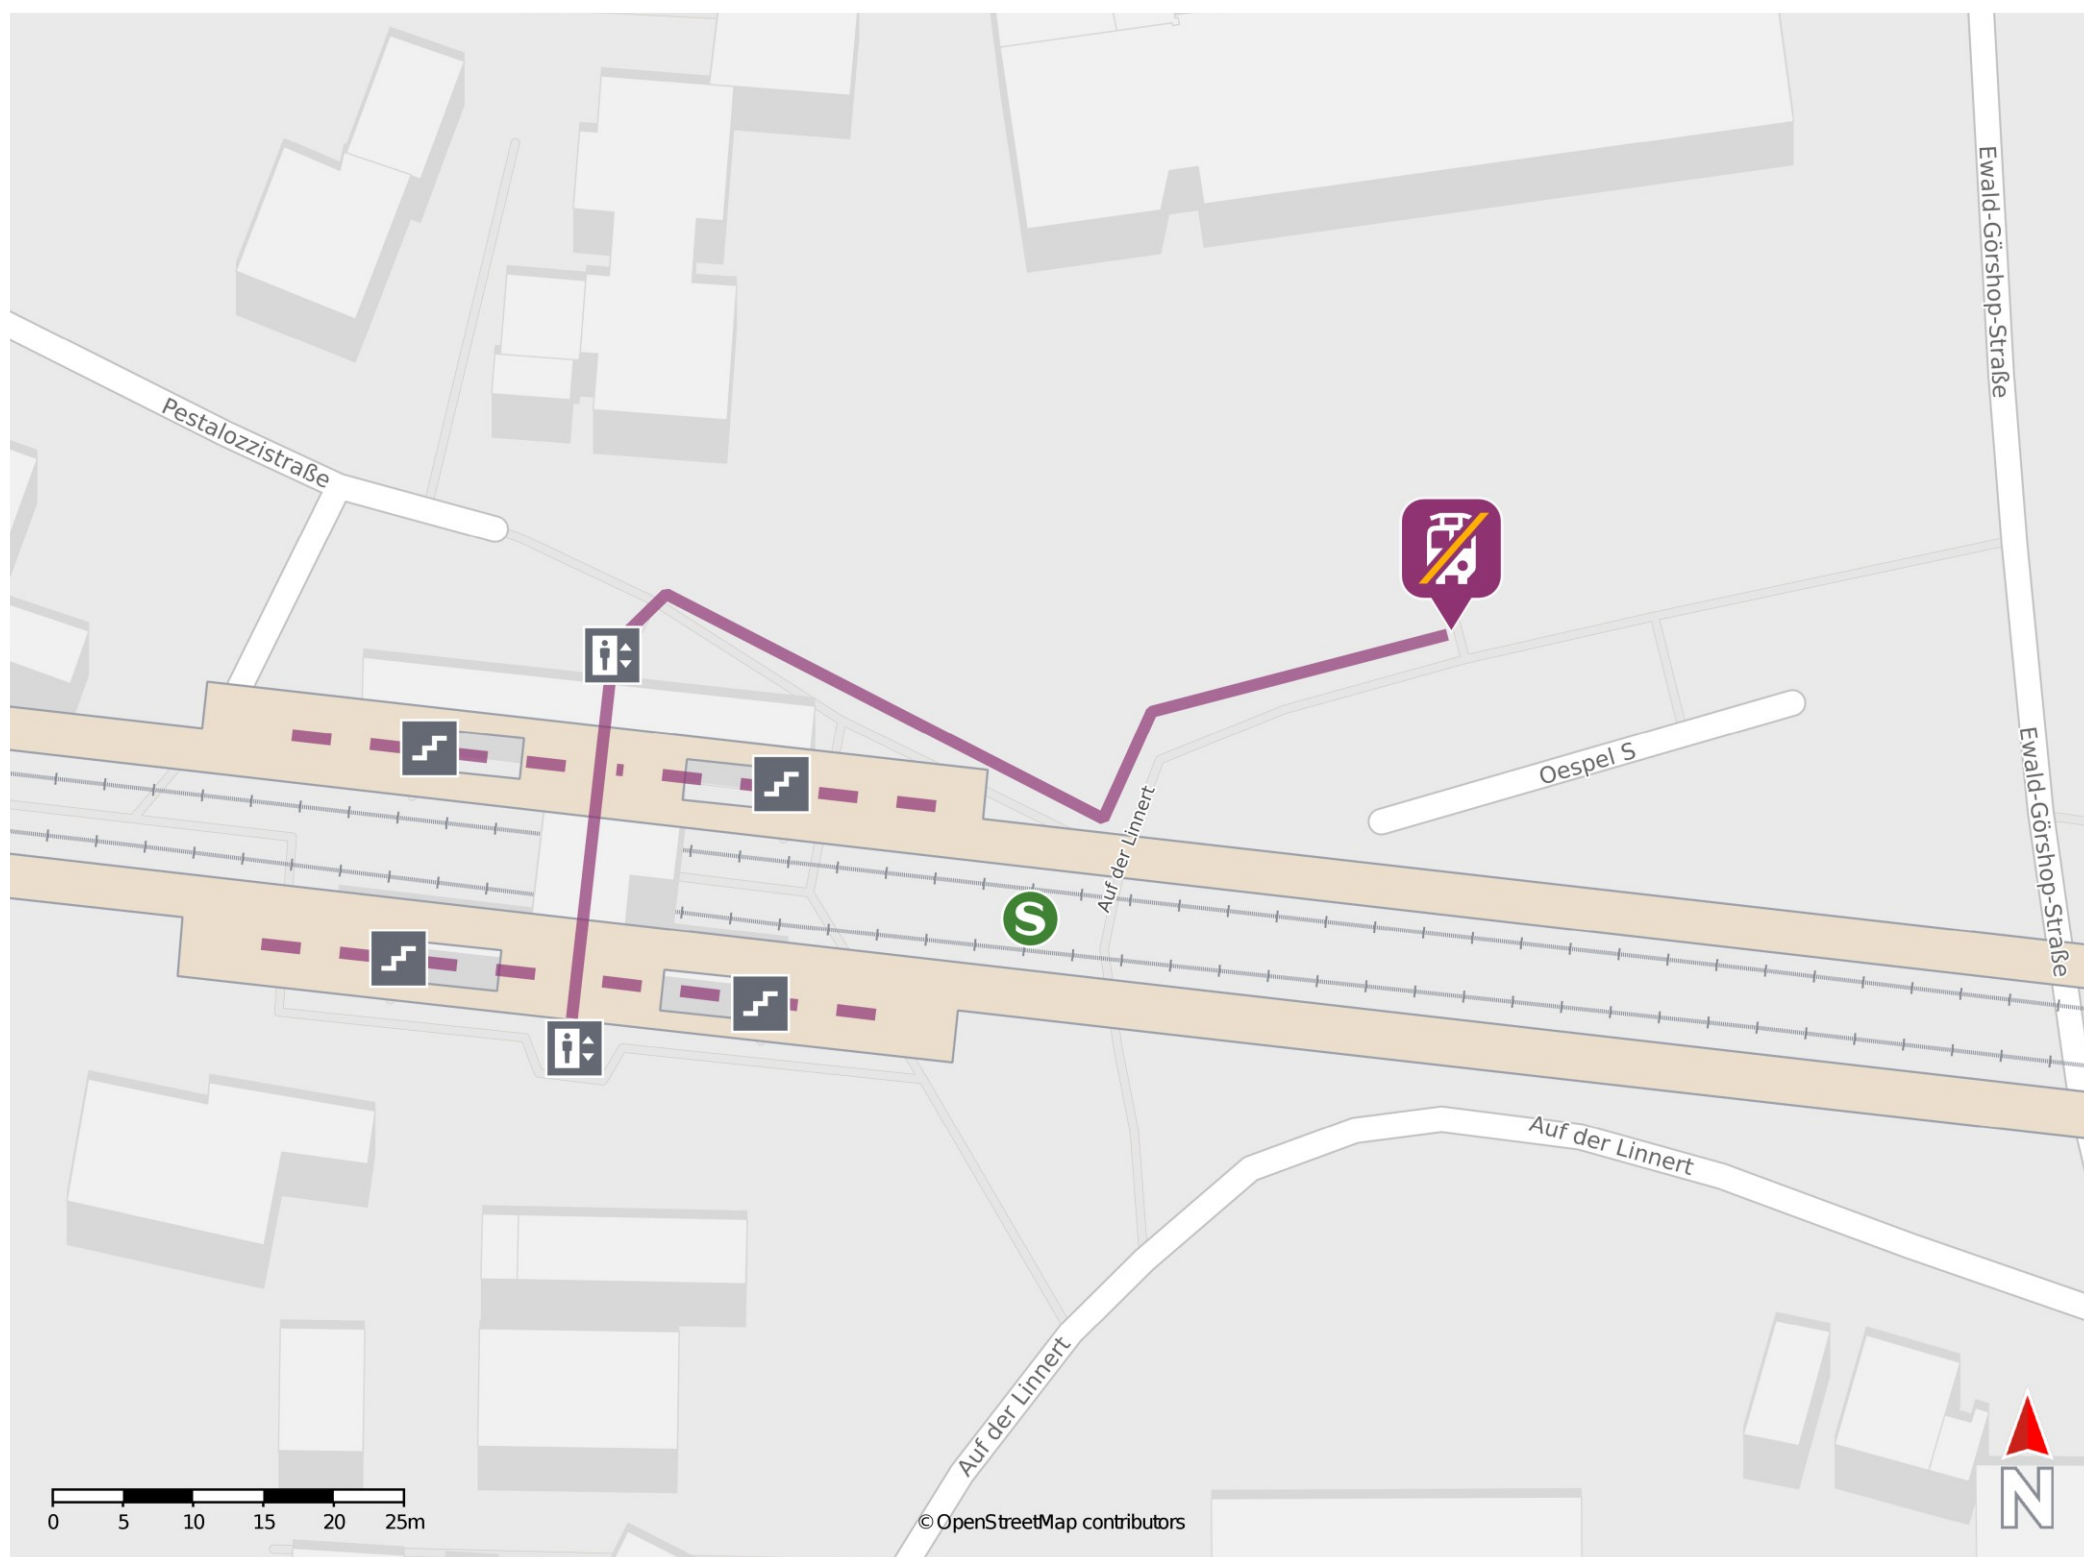 Ewald-Görshop-Straße
Pestalozzistraße
Oespel S
Ewald-Görshop-Straße
Auf der Linnert
S
Auf der Linnert
Auf der Linnert
0 5 10 15 20 25m
© OpenStreetMap contributors
N